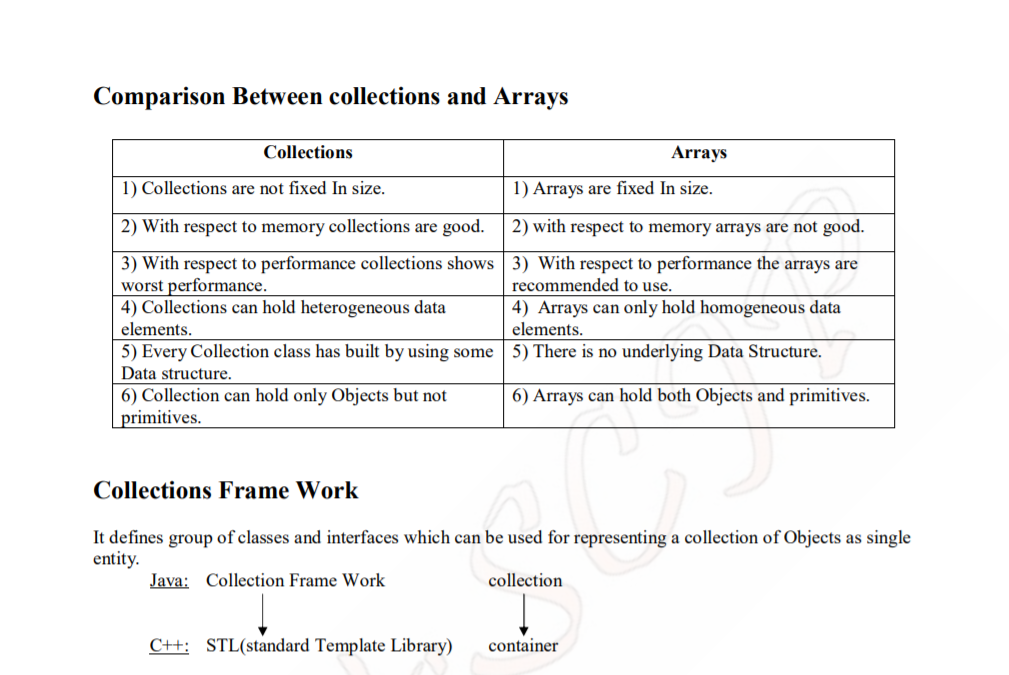 Comparison Between collections and Arrays
Collections
Arrays
1) Collections are not fixed In size.
1) Arrays are fixed In size.
2) With respect to memory collections are good.
2) with respect to memory arrays are not good.
3) With respect to performance collections shows
worst performance.
3) With respect to performance the arrays are
recommended to use.
4) Collections can hold heterogeneous data
elements.
4) Arrays can only hold homogeneous data
elements.
5) Every Collection class has built by using some
Data structure.
5) There is no underlying Data Structure.
6) Collection can hold only Objects but not
primitives.
6) Arrays can hold both Objects and primitives.
Collections Frame Work
It defines group of classes and interfaces which can be used for representing a collection of Objects as single
entity.
Java: Collection Frame Work collection
C++: STL(standard Template Library) container
SCJP